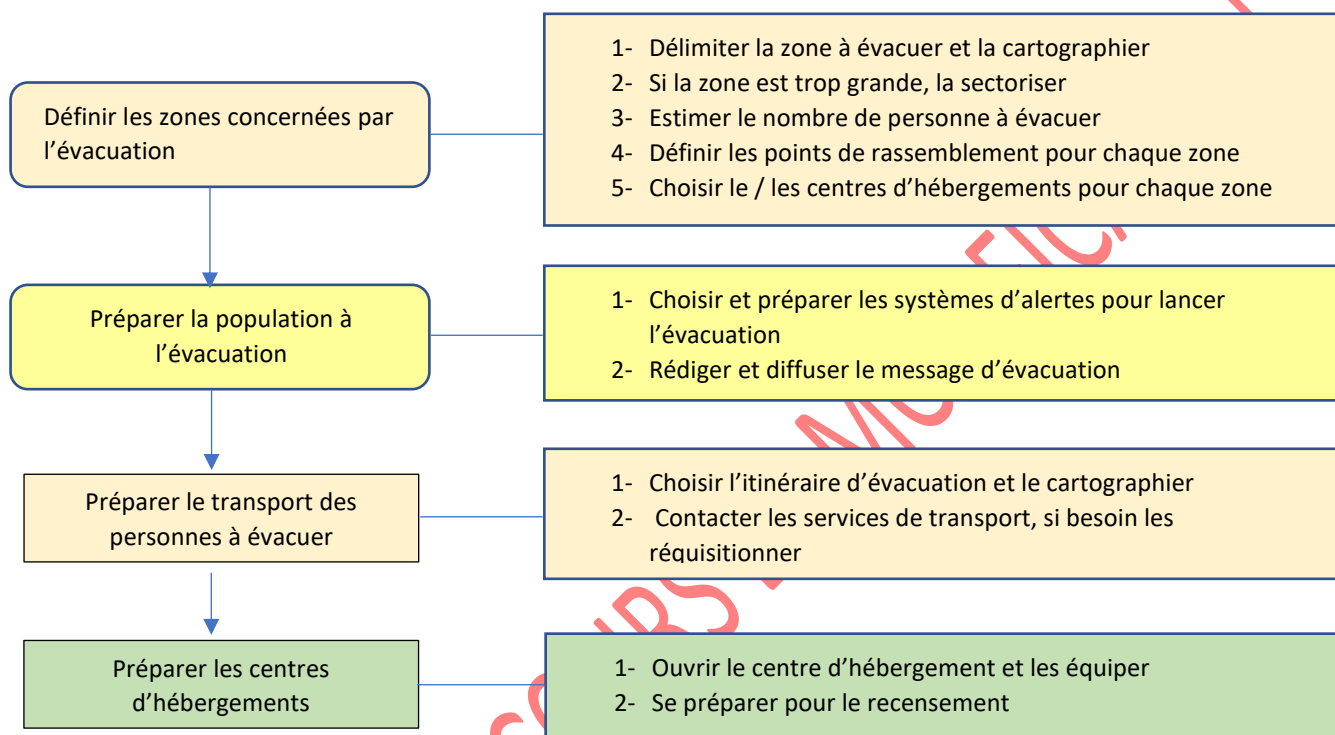 Définir les zones concernées par
l’évacuation
1- Délimiter la zone à évacuer et la cartographier
2- Si la zone est trop grande, la sectoriser
3- Estimer le nombre de personne à évacuer
4- Définir les points de rassemblement pour chaque zone
5- Choisir le / les centres d’hébergements pour chaque zone
Préparer la population à
l’évacuation
1- Choisir et préparer les systèmes d’alertes pour lancer
l’évacuation
2- Rédiger et diffuser le message d’évacuation
Préparer le transport des
personnes à évacuer
1- Choisir l’itinéraire d’évacuation et le cartographier
2- Contacter les services de transport, si besoin les
réquisitionner
Préparer les centres
d’hébergements
1- Ouvrir le centre d’hébergement et les équiper
2- Se préparer pour le recensement